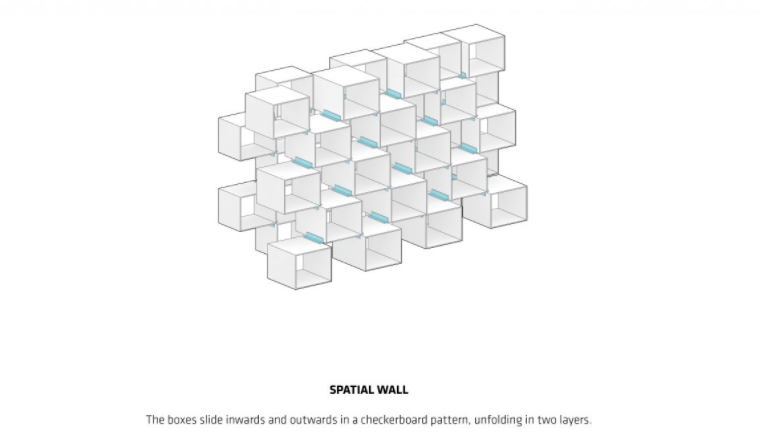 SPATIAL WALL
The boxes slide inwards and outwards in a checkerboard pattern, unfolding in two layers.